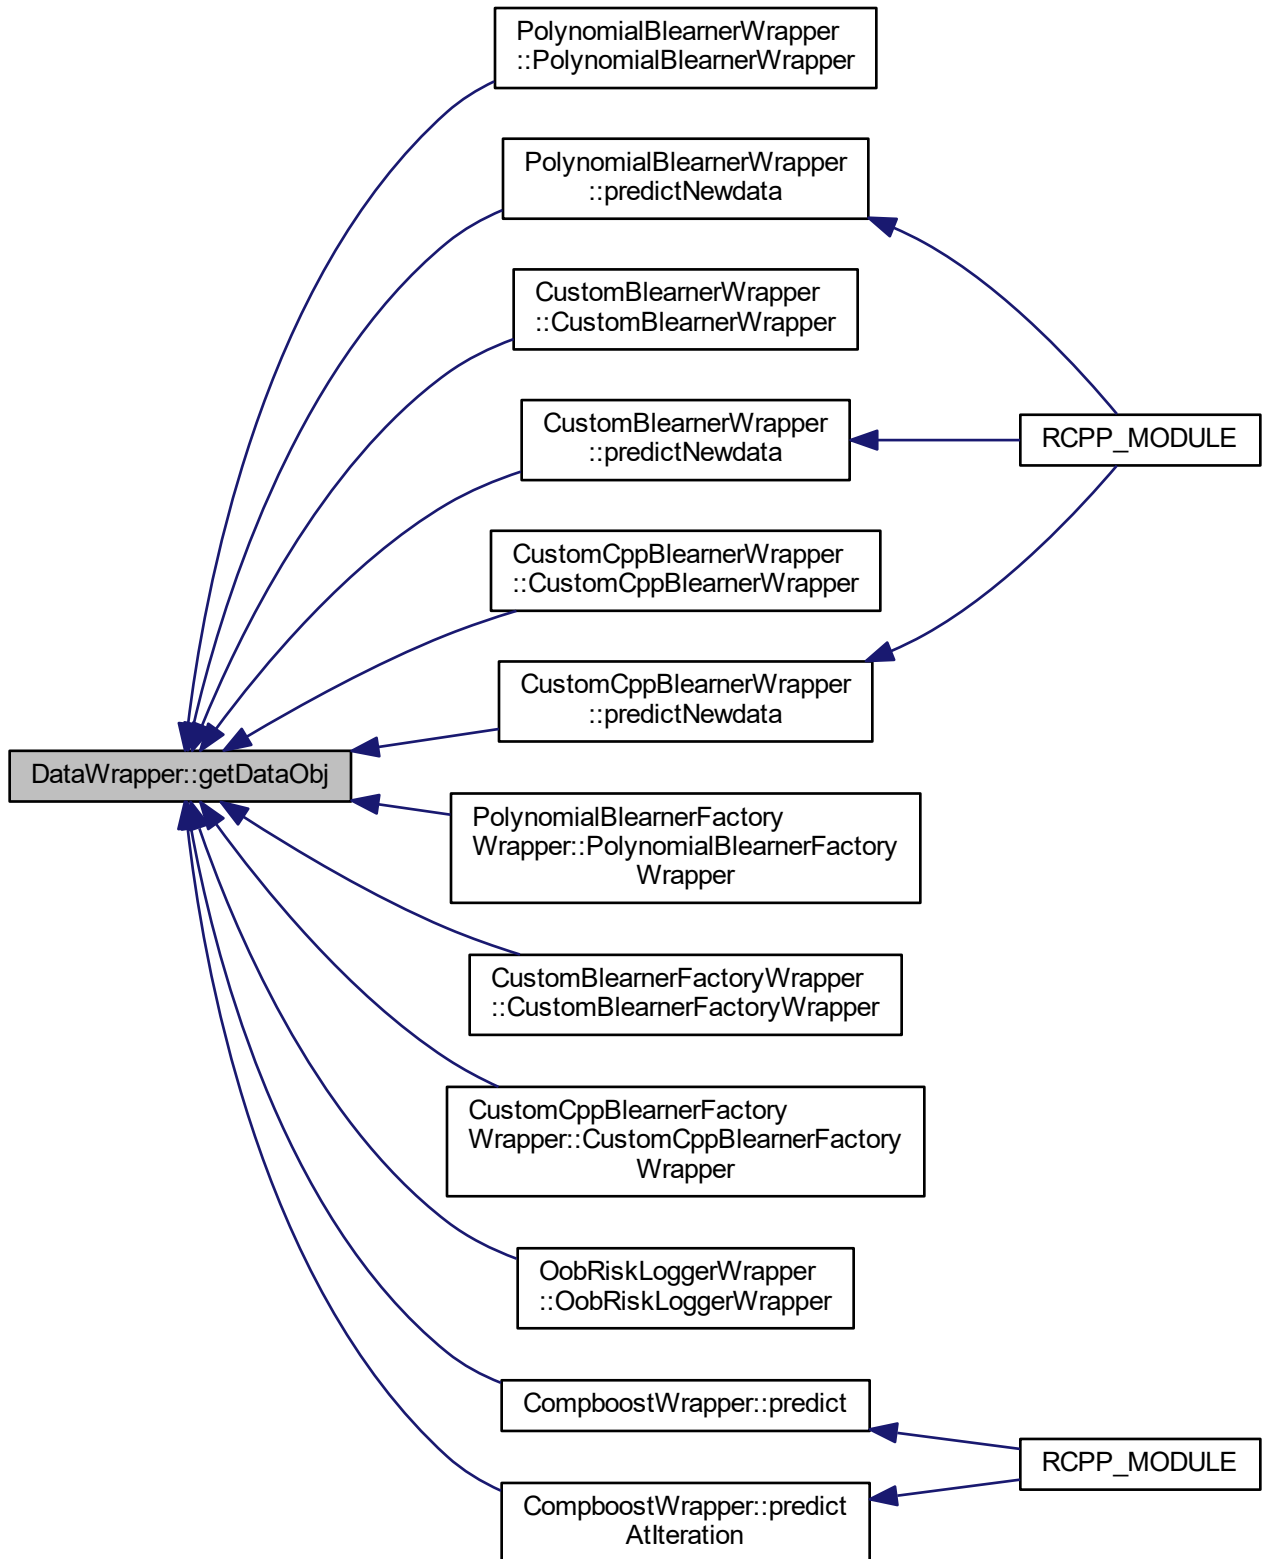 PolynomialBlearnerWrapper
::PolynomialBlearnerWrapper
PolynomialBlearnerWrapper
::predictNewdata
CustomBlearnerWrapper
::CustomBlearnerWrapper
CustomBlearnerWrapper
::predictNewdata
RCPP_MODULE
CustomCppBlearnerWrapper
::CustomCppBlearnerWrapper
CustomCppBlearnerWrapper
::predictNewdata
DataWrapper::getDataObj
PolynomialBlearnerFactory
Wrapper::PolynomialBlearnerFactory
Wrapper
CustomBlearnerFactoryWrapper
::CustomBlearnerFactoryWrapper
CustomCppBlearnerFactory
Wrapper::CustomCppBlearnerFactory
Wrapper
OobRiskLoggerWrapper
::OobRiskLoggerWrapper
CompboostWrapper::predict
RCPP_MODULE
CompboostWrapper::predict
AtIteration